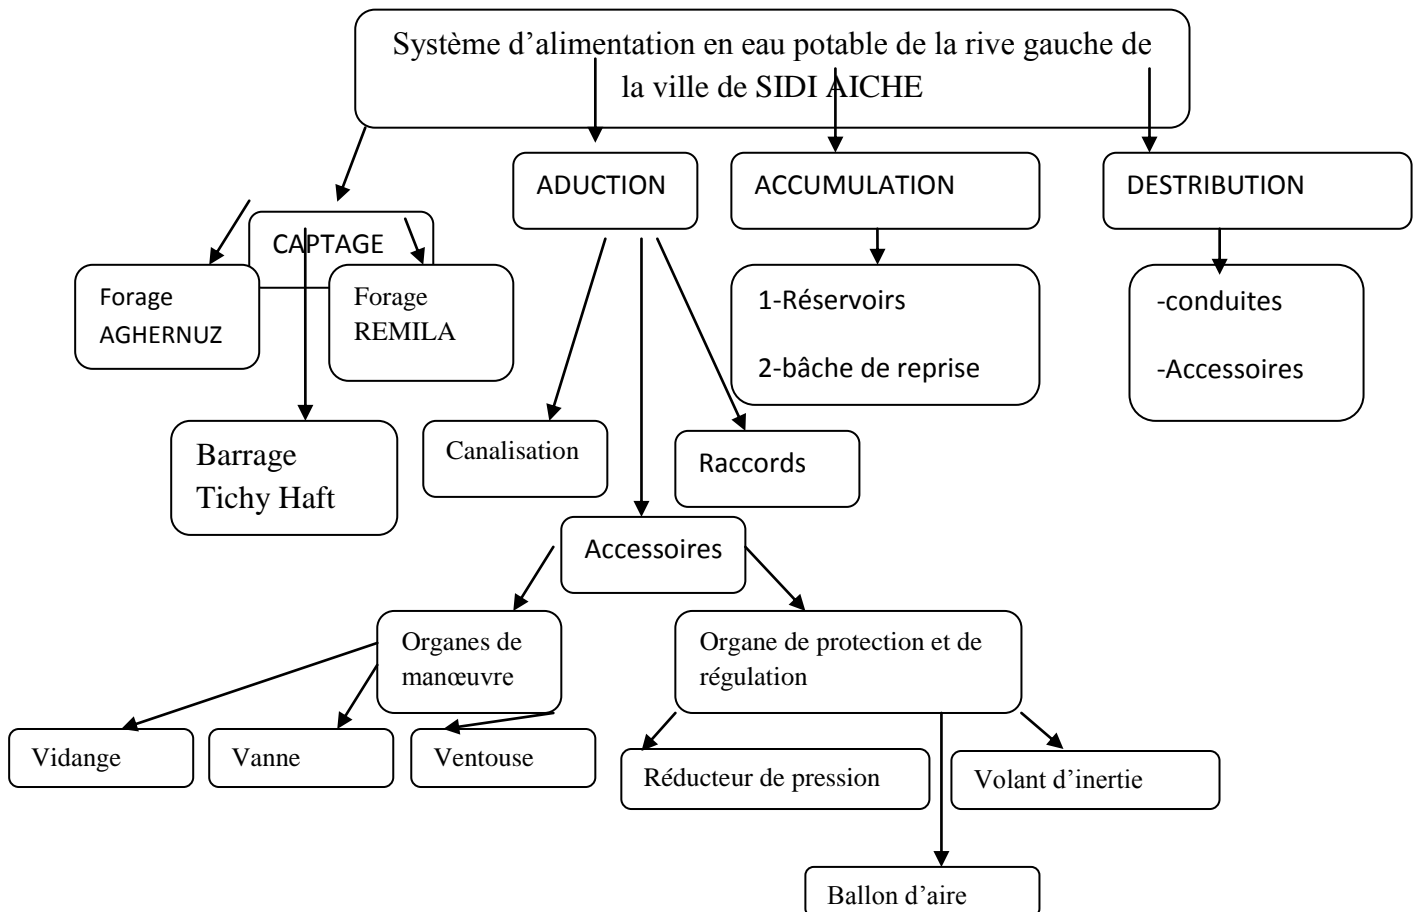 Système d’alimentation en eau potable de la rive gauche de
la ville de SIDI AICHE
ADUCTION
ACCUMULATION
DESTRIBUTION
CAPTAGE
Forage
AGHERNUZ
Forage
REMILA
1-Réservoirs
2-bâche de reprise
-conduites
-Accessoires
Barrage
Tichy Haft
Canalisation
Raccords
Accessoires
Organes de
manœuvre
Organe de protection et de
régulation
Vidange
Vanne
Ventouse
Réducteur de pression
Volant d’inertie
Ballon d’aire